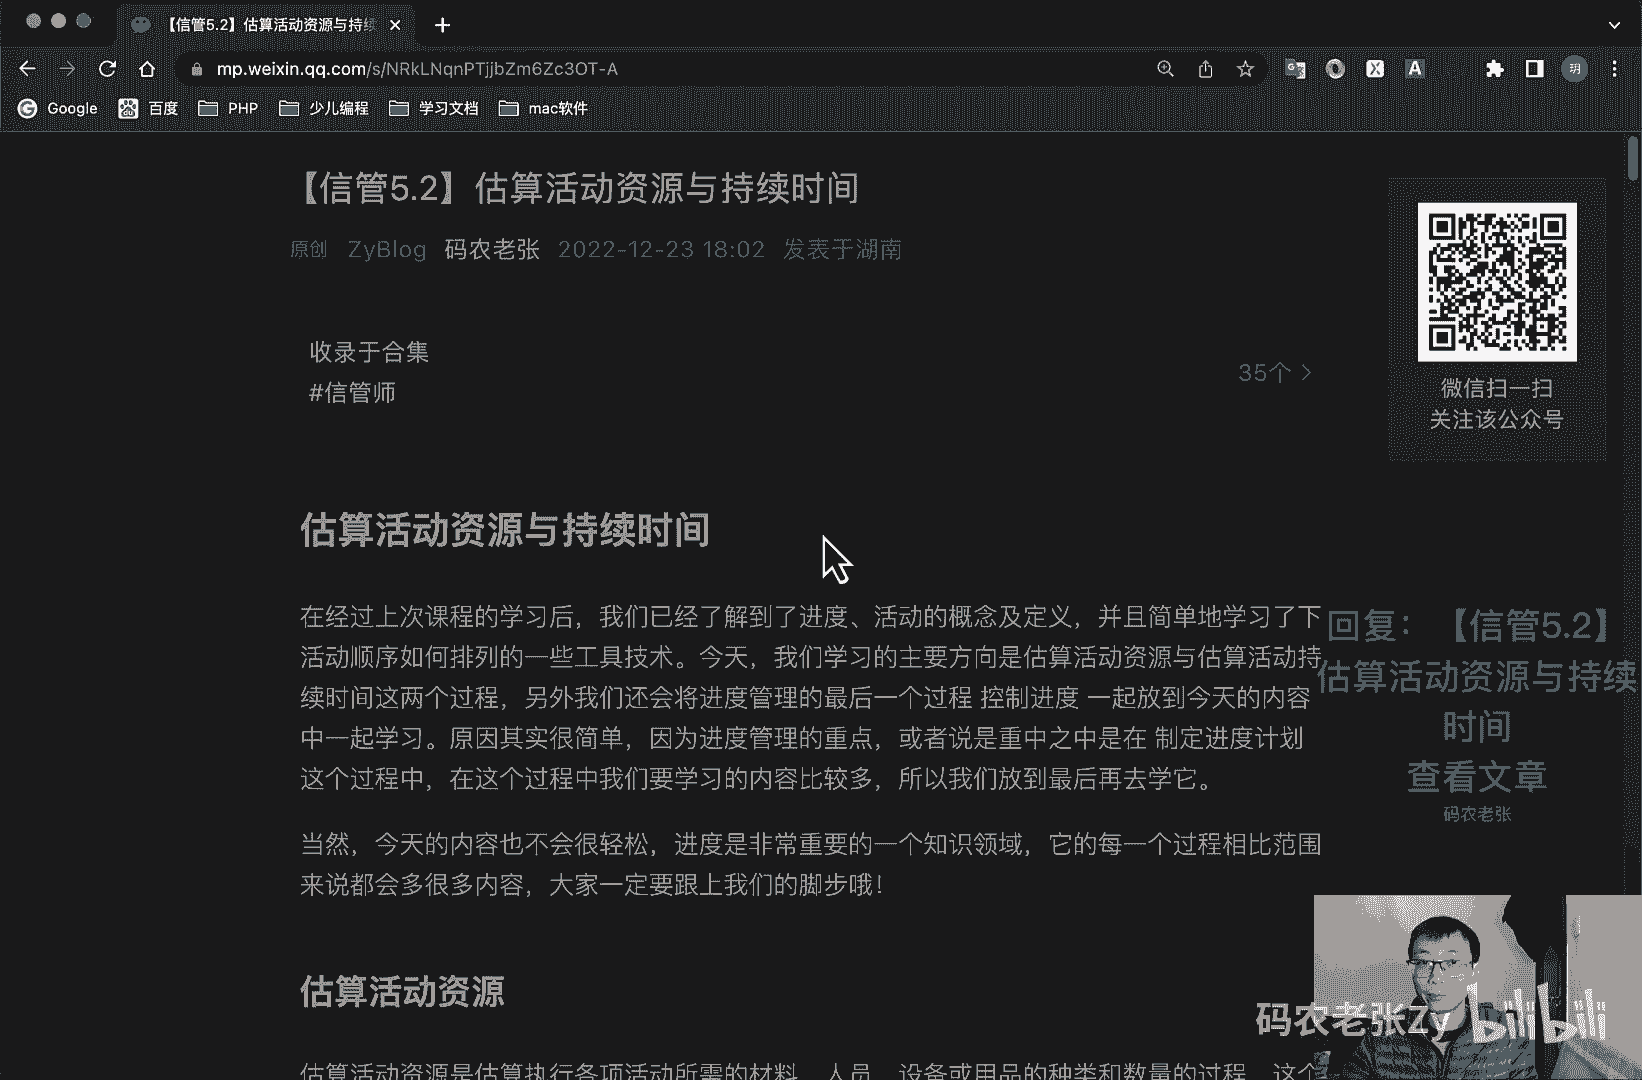 【信管5.2】估算活动资源与持续
mp.weixin.qq.com/s/NRkLNqnPTjjbZm6Zc3OT-A
玥
Google
百度
PHP
少儿编程
学习文档
mac软件
【信管5.2】估算活动资源与持续时间
原创 ZyBlog 码农老张 2022-12-23 18:02 发表于湖南
收录于合集
#信管师
35个
微信扫一扫
关注该公众号
估算活动资源与持续时间
在经过上次课程的学习后，我们已经了解到了进度、活动的概念及定义，并且简单地学习了下
活动顺序如何排列的一些工具技术。今天，我们学习的主要方向是估算活动资源与估算活动持
续时间这两个过程，另外我们还会将进度管理的最后一个过程 控制进度 一起放到今天的内容
中一起学习。原因其实很简单，因为进度管理的重点，或者说是重中之中是在 制定进度计划
这个过程中，在这个过程中我们要学习的内容比较多，所以我们放到最后再去学它。
当然，今天的内容也不会很轻松，进度是非常重要的一个知识领域，它的每一个过程相比范围
来说都会多很多内容，大家一定要跟上我们的脚步哦！
回复：【信管5.2】
估算活动资源与持续
时间
查看文章
码农老张
估算活动资源
估算活动资源是估算执行各项活动所需的材料、人员、设备或用品的种类和数量的过程。这个
码农老张Zy bilibili